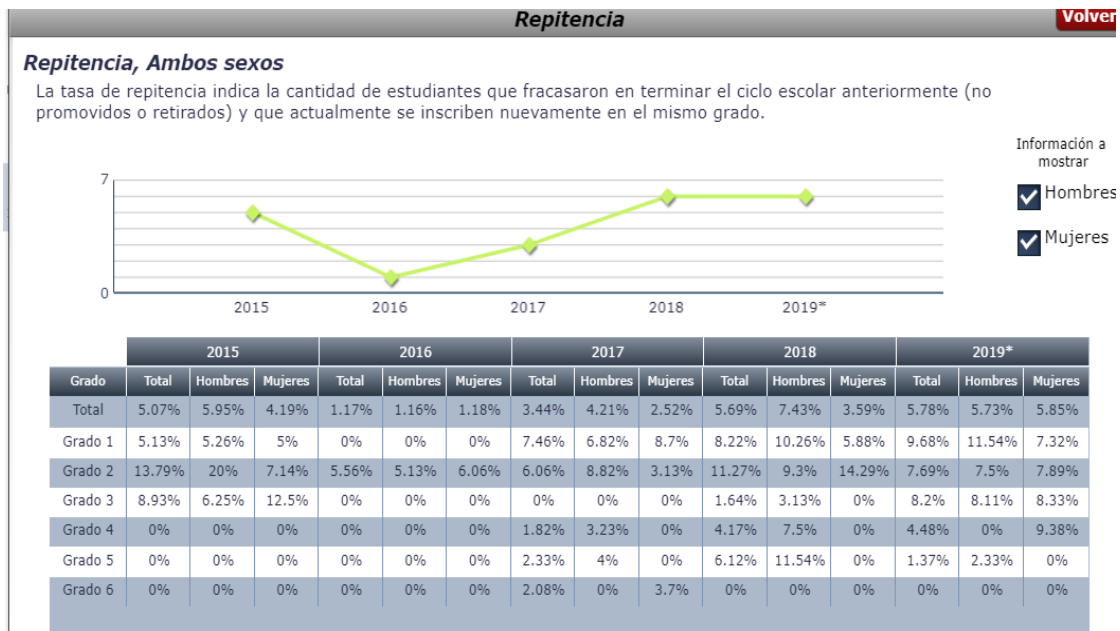 Repitencia
Volver
Repitencia, Ambos sexos
La tasa de repitencia indica la cantidad de estudiantes que fracasaron en terminar el ciclo escolar anteriormente (no
promovidos o retirados) y que actualmente se inscriben nuevamente en el mismo grado.
Información a
mostrar
Hombres
Mujeres
7
0
2015 2016 2017 2018 2019*
2015 2016 2017 2018 2019*
Grado Total Hombres Mujeres Total Hombres Mujeres Total Hombres Mujeres Total Hombres Mujeres Total Hombres Mujeres
Total 5.07% 5.95% 4.19% 1.17% 1.16% 1.18% 3.44% 4.21% 2.52% 5.69% 7.43% 3.59% 5.78% 5.73% 5.85%
Grado 1 5.13% 5.26% 5% 0% 0% 0% 7.46% 6.82% 8.7% 8.22% 10.26% 5.88% 9.68% 11.54% 7.32%
Grado 2 13.79% 20% 7.14% 5.56% 5.13% 6.06% 6.06% 8.82% 3.13% 11.27% 9.3% 14.29% 7.69% 7.5% 7.89%
Grado 3 8.93% 6.25% 12.5% 0% 0% 0% 0% 0% 0% 1.64% 3.13% 0% 8.2% 8.11% 8.33%
Grado 4 0% 0% 0% 0% 0% 0% 1.82% 3.23% 0% 4.17% 7.5% 0% 4.48% 0% 9.38%
Grado 5 0% 0% 0% 0% 0% 0% 2.33% 4% 0% 6.12% 11.54% 0% 1.37% 2.33% 0%
Grado 6 0% 0% 0% 0% 0% 0% 2.08% 0% 3.7% 0% 0% 0% 0% 0% 0%